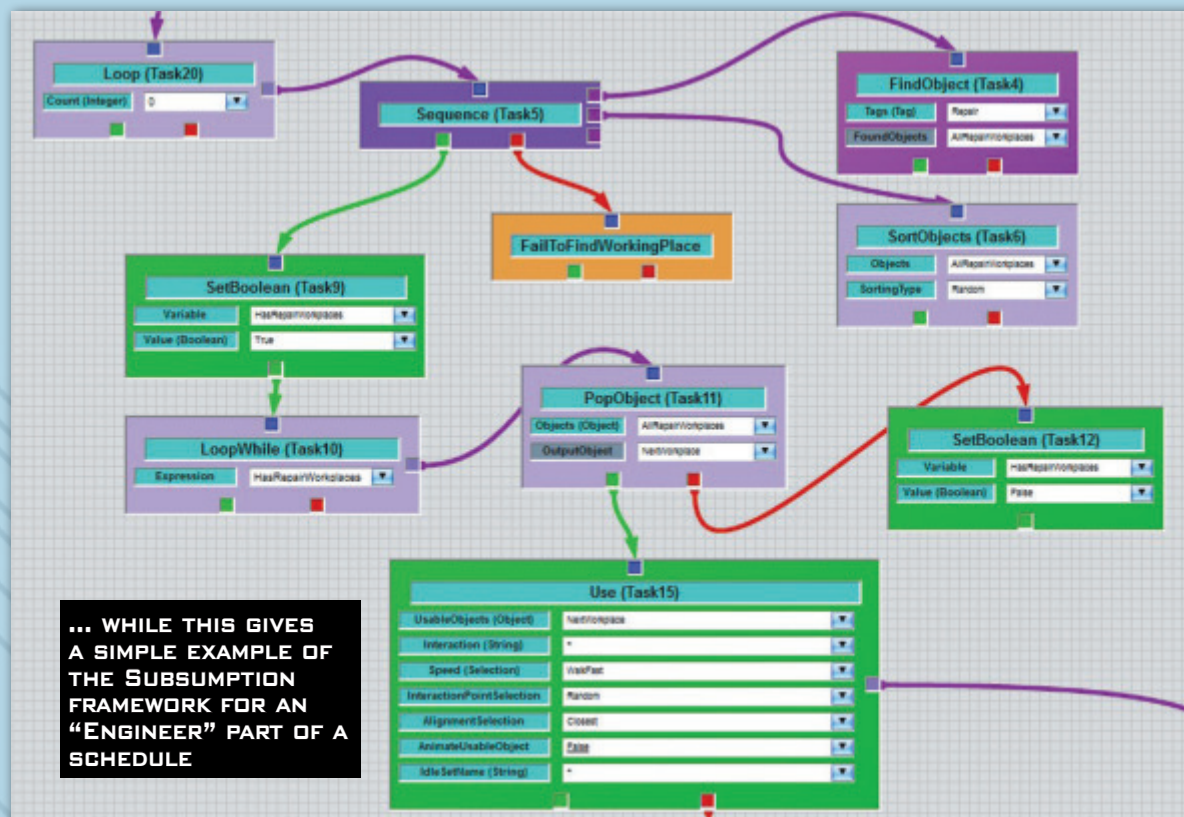 Loop (Task20)
Count (Integer) 0
Sequence (Task5)
FindObject (Task4)
Tags (Tag) Repair
FoundObjects AllRepairWorkplaces
FailToFindWorkingPlace
SortObjects (Task6)
Objects AllRepairWorkplaces
SortingType Random
SetBoolean (Task9)
Variable HasRepairWorkplaces
Value (Boolean) True
PopObject (Task11)
Objects (Object) AllRepairWorkplaces
OutputObject NextWorkplace
LoopWhile (Task10)
Expression HasRepairWorkplaces
SetBoolean (Task12)
Variable HasRepairWorkplaces
Value (Boolean) False
Use (Task15)
UsableObjects (Object) NextWorkplace
Interaction (String) *
Speed (Selection) WalkFast
InteractionPointSelection Random
AlignmentSelection Closest
AnimateUsableObject False
IdleSetName (String) *
... WHILE THIS GIVES
A SIMPLE EXAMPLE OF
THE SUBSUMPTION
FRAMEWORK FOR AN
“ENGINEER” PART OF A
SCHEDULE